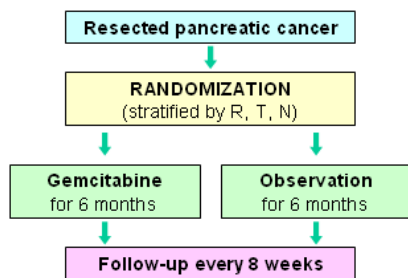 Resected pancreatic cancer
RANDOMIZATION
(stratified by R, T, N)
Gemcitabine
for 6 months
Observation
for 6 months
Follow-up every 8 weeks